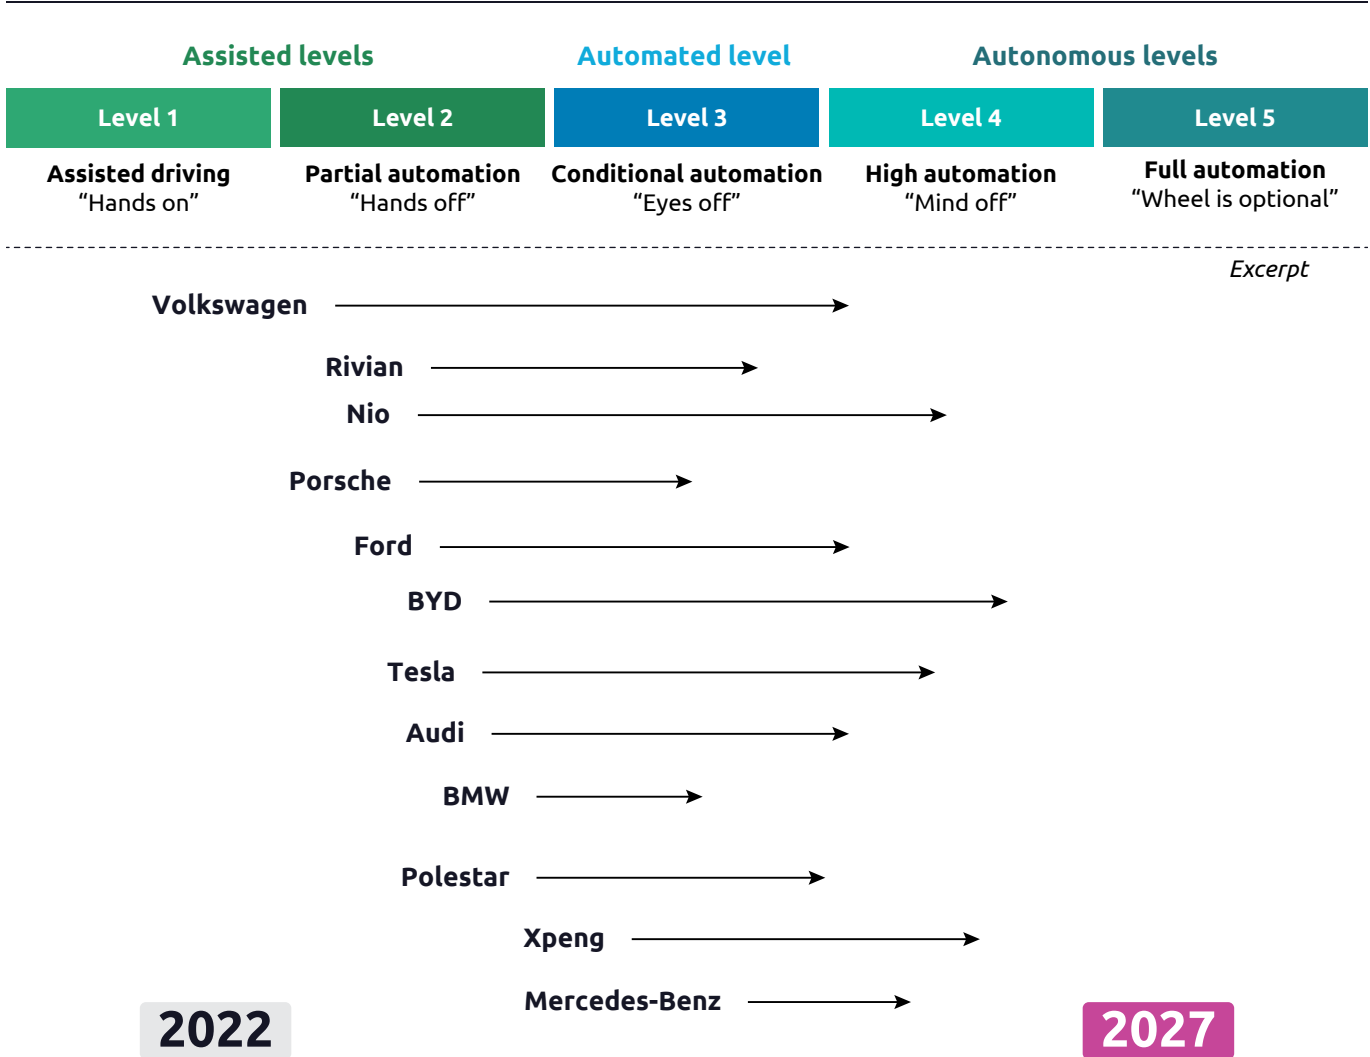 Assisted levels
Automated level
Autonomous levels
Level 1
Level 2
Level 3
Level 4
Level 5
Assisted driving
“Hands on”
Partial automation
“Hands off”
Conditional automation
“Eyes off”
High automation
“Mind off”
Full automation
“Wheel is optional”
Excerpt
Volkswagen
Rivian
Nio
Porsche
Ford
BYD
Tesla
Audi
BMW
Polestar
Xpeng
Mercedes-Benz
2022
2027